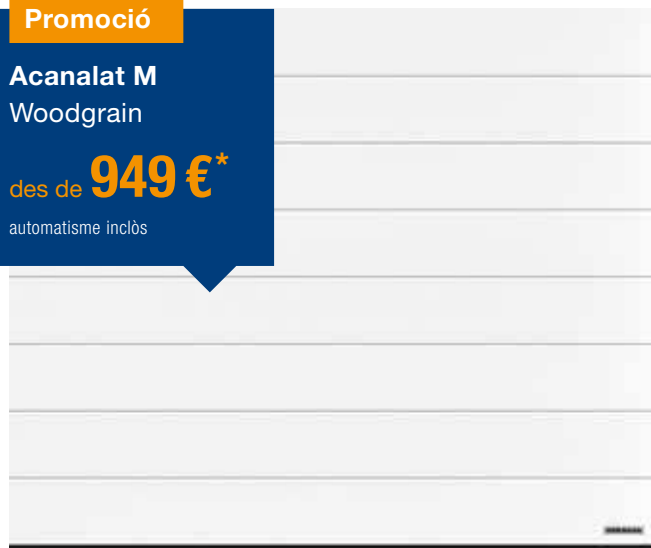 Promoció
Acanalat M
Woodgrain
des de 949 €*
automatisme inclòs